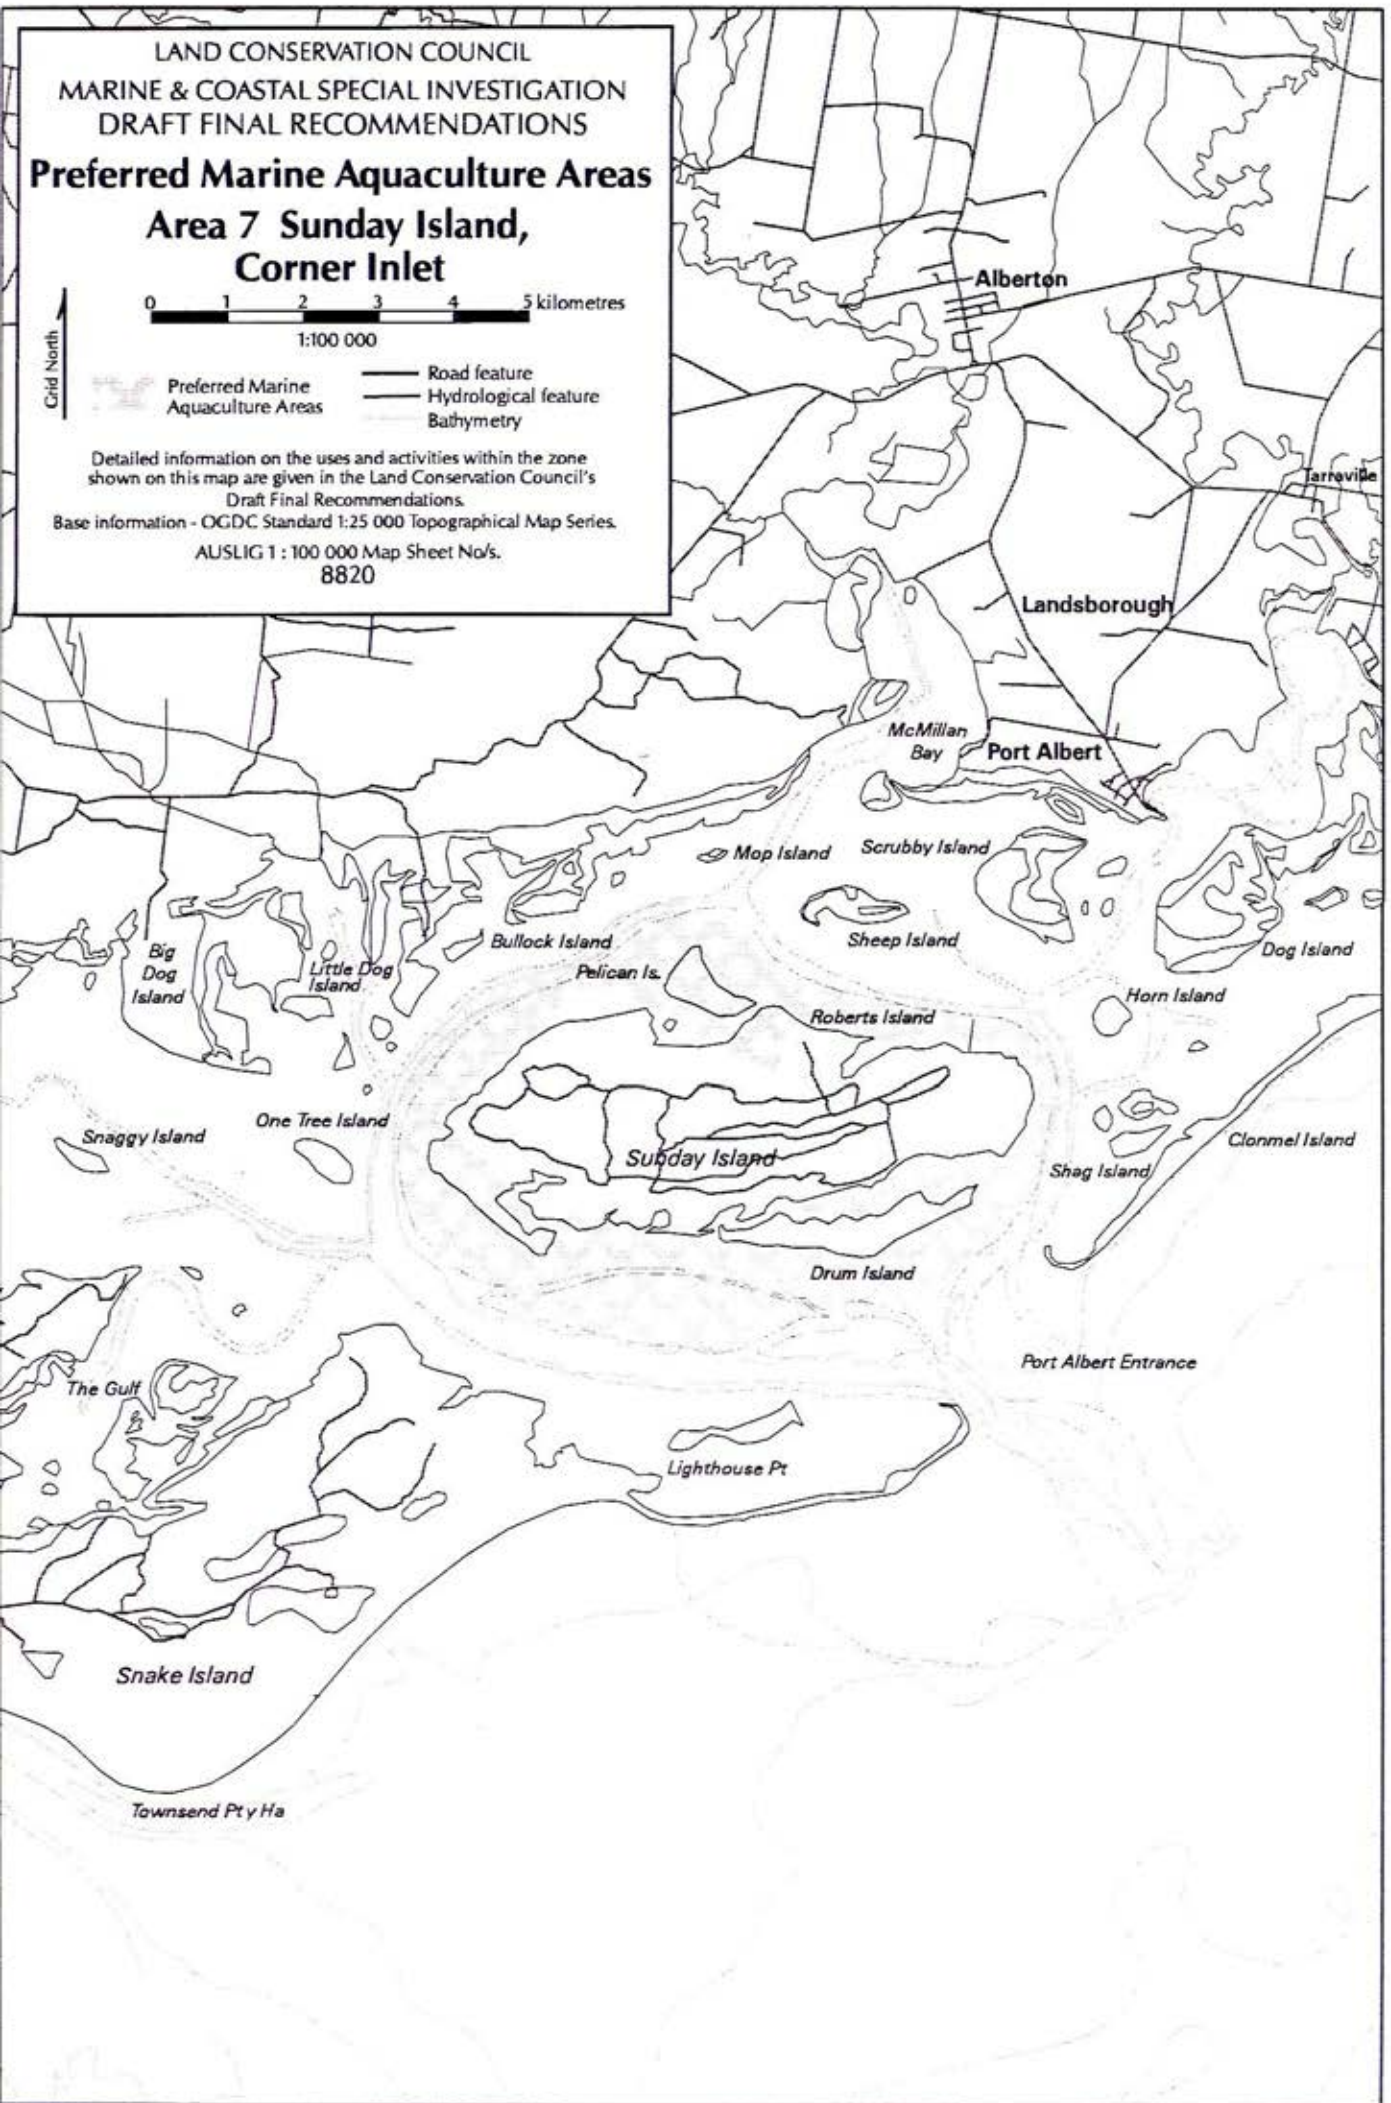 LAND CONSERVATION COUNCIL
MARINE & COASTAL SPECIAL INVESTIGATION
DRAFT FINAL RECOMMENDATIONS
Preferred Marine Aquaculture Areas
Area 7 Sunday Island,
Corner Inlet
0 1 2 3 4 5 kilometres
1:100 000
Grid North
Preferred Marine
Aquaculture Areas
Road feature
Hydrological feature
Bathymetry
Detailed information on the uses and activities within the zone
shown on this map are given in the Land Conservation Council's
Draft Final Recommendations.
Base information - OGDC Standard 1:25 000 Topographical Map Series.
AUSLIG 1 : 100 000 Map Sheet No/s.
8820
Alberton
Tarraville
Landsborough
McMillan
Bay
Port Albert
Mop Island
Scrubby Island
Bullock Island
Sheep Island
Dog Island
Big
Dog
Island
Little Dog
Island
Pelican Is.
Horn Island
Roberts Island
Snaggy Island
One Tree Island
Sunday Island
Clonmel Island
Shag Island
Drum Island
Port Albert Entrance
The Gulf
Lighthouse Pt
Snake Island
Townsend Pt y Ha